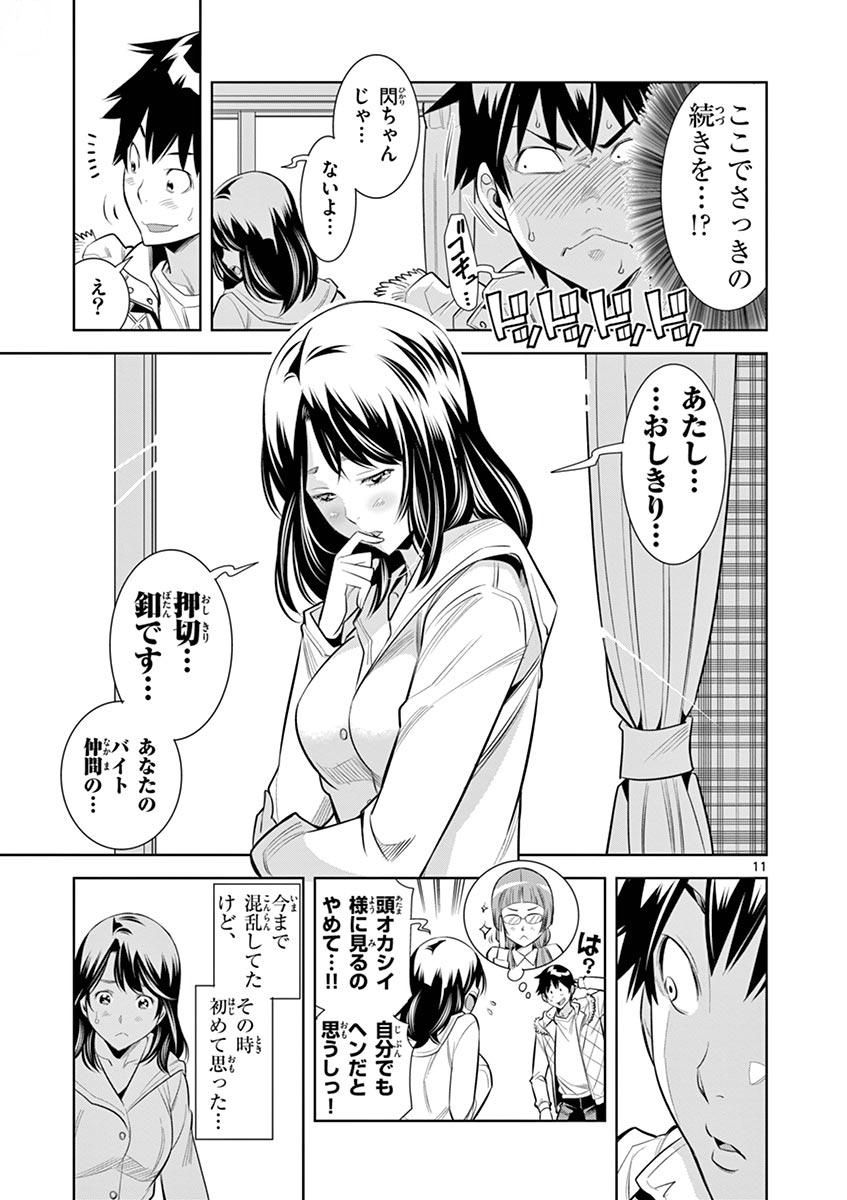 ここでさっきの
続きを…!?
ドッドッドッドッ
ゴキュッ…
閃ちゃん
じゃ…
ないよ…
え?
あたし…
…おしきり…
押切…
釦です…
あなたの
バイト
仲間の…
11
は?
頭オカシイ
様に見るの
やめて…!!
自分でも
ヘンだと
思うしっ!
今まで
混乱してた
けど、
その時
初めて思った…